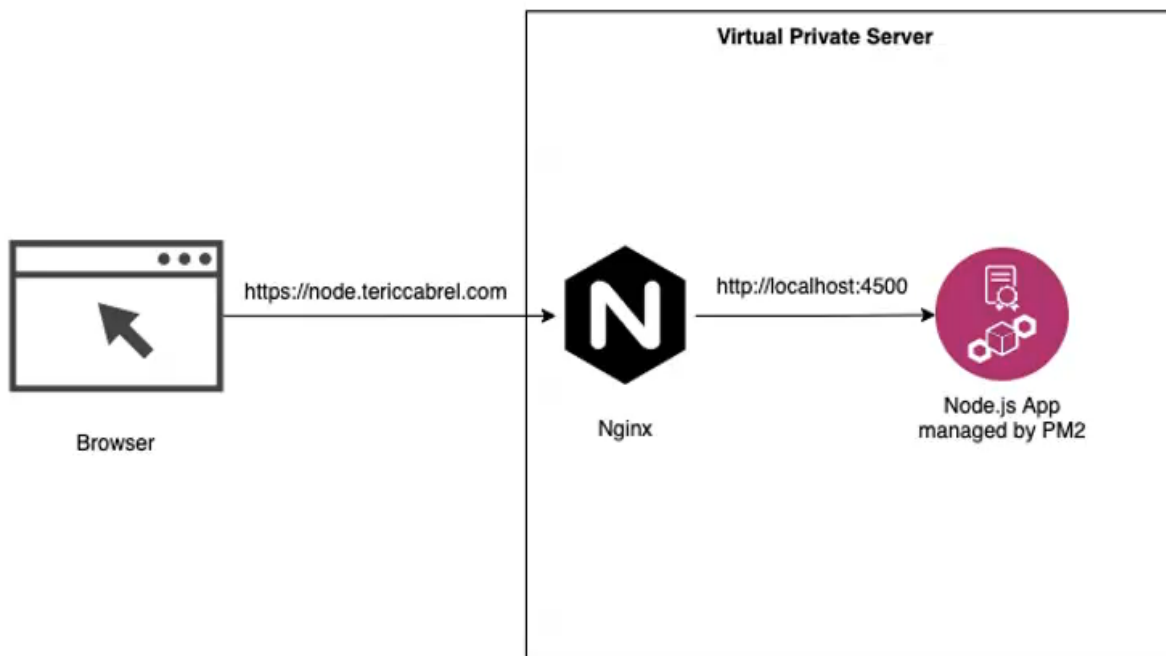 Virtual Private Server
https://node.tericcabrel.com
http://localhost:4500
N
Browser
Nginx
Node.js App
managed by PM2